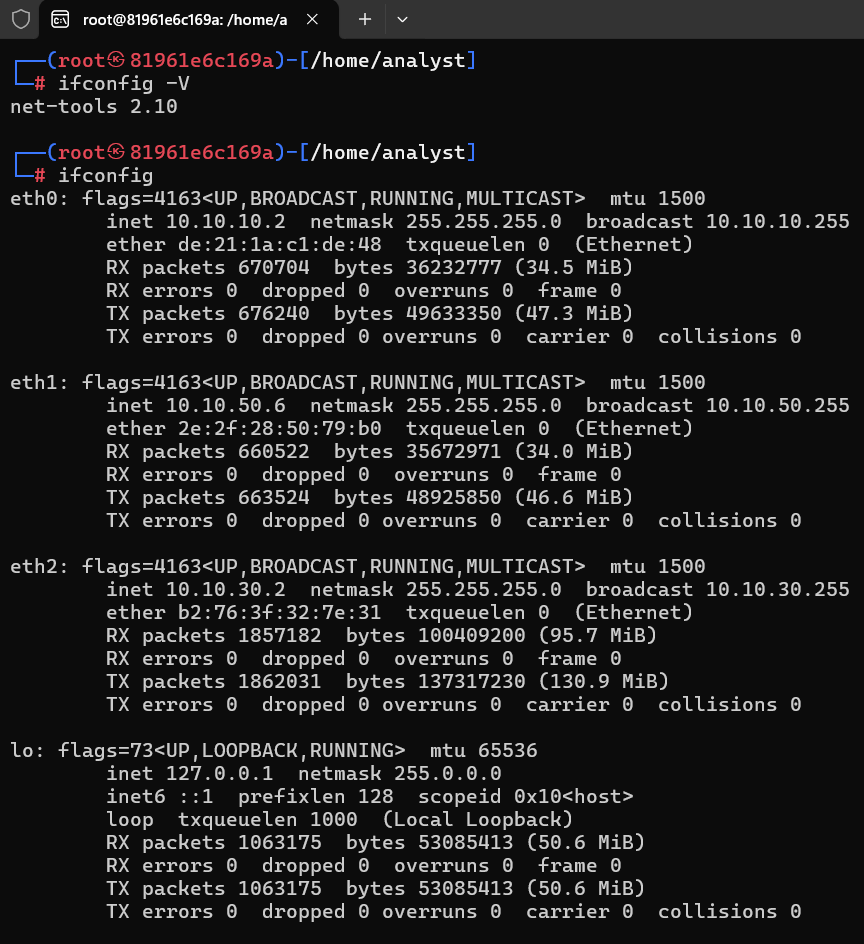 root@81961e6c169a: /home/a
┌──(root㉿81961e6c169a)-[/home/analyst]
└─# ifconfig -V
net-tools 2.10
┌──(root㉿81961e6c169a)-[/home/analyst]
└─# ifconfig
eth0: flags=4163<UP,BROADCAST,RUNNING,MULTICAST>  mtu 1500
        inet 10.10.10.2  netmask 255.255.255.0  broadcast 10.10.10.255
        ether de:21:1a:c1:de:48  txqueuelen 0  (Ethernet)
        RX packets 670704  bytes 36232777 (34.5 MiB)
        RX errors 0  dropped 0  overruns 0  frame 0
        TX packets 676240  bytes 49633350 (47.3 MiB)
        TX errors 0  dropped 0 overruns 0  carrier 0  collisions 0
eth1: flags=4163<UP,BROADCAST,RUNNING,MULTICAST>  mtu 1500
        inet 10.10.50.6  netmask 255.255.255.0  broadcast 10.10.50.255
        ether 2e:2f:28:50:79:b0  txqueuelen 0  (Ethernet)
        RX packets 660522  bytes 35672971 (34.0 MiB)
        RX errors 0  dropped 0  overruns 0  frame 0
        TX packets 663524  bytes 48925850 (46.6 MiB)
        TX errors 0  dropped 0 overruns 0  carrier 0  collisions 0
eth2: flags=4163<UP,BROADCAST,RUNNING,MULTICAST>  mtu 1500
        inet 10.10.30.2  netmask 255.255.255.0  broadcast 10.10.30.255
        ether b2:76:3f:32:7e:31  txqueuelen 0  (Ethernet)
        RX packets 1857182  bytes 100409200 (95.7 MiB)
        RX errors 0  dropped 0  overruns 0  frame 0
        TX packets 1862031  bytes 137317230 (130.9 MiB)
        TX errors 0  dropped 0 overruns 0  carrier 0  collisions 0
lo: flags=73<UP,LOOPBACK,RUNNING>  mtu 65536
        inet 127.0.0.1  netmask 255.0.0.0
        inet6 ::1  prefixlen 128  scopeid 0x10<host>
        loop  txqueuelen 1000  (Local Loopback)
        RX packets 1063175  bytes 53085413 (50.6 MiB)
        RX errors 0  dropped 0  overruns 0  frame 0
        TX packets 1063175  bytes 53085413 (50.6 MiB)
        TX errors 0  dropped 0 overruns 0  carrier 0  collisions 0